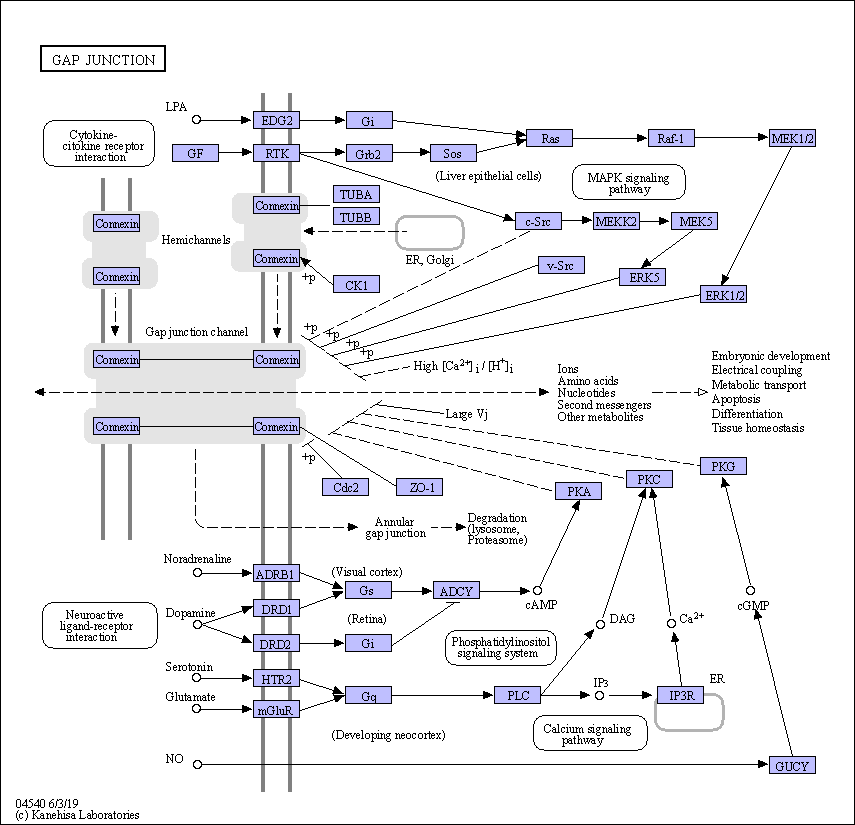 GAP JUNCTION
LPA
EDG2
Gi
Cytokine-
citokine receptor
interaction
GF
RTK
Grb2
Sos
Ras
Raf-1
MEK1/2
(Liver epithelial cells)
MAPK signaling
pathway
TUBA
TUBB
Connexin
Connexin
Hemichannels
c-Src
MEKK2
MEK5
ER, Golgi
Connexin
Connexin
+p
CK1
v-Src
ERK5
ERK1/2
Gap junction channel
+p
+p
+p
+p
Connexin
Connexin
High [Ca2+]i / [H+]i
Ions
Amino acids
Nucleotides
Second messengers
Other metabolites
Embryonic development
Electrical coupling
Metabolic transport
Apoptosis
Differentiation
Tissue homeostasis
Large Vj
Connexin
Connexin
+p
Cdc2
ZO-1
PKA
PKC
PKG
Annular
gap junction
Degradation
(lysosome,
Proteasome)
Noradrenaline
ADRB1
(Visual cortex)
Gs
ADCY
cAMP
Neuroactive
ligand-receptor
interaction
Dopamine
DRD1
(Retina)
DRD2
Gi
DAG
Ca2+
cGMP
Phosphatidylinositol
signaling system
Serotonin
HTR2
Glutamate
mGluR
Gq
PLC
IP3
IP3R
ER
(Developing neocortex)
Calcium signaling
pathway
NO
GUCY
04540 6/3/19
(c) Kanehisa Laboratories